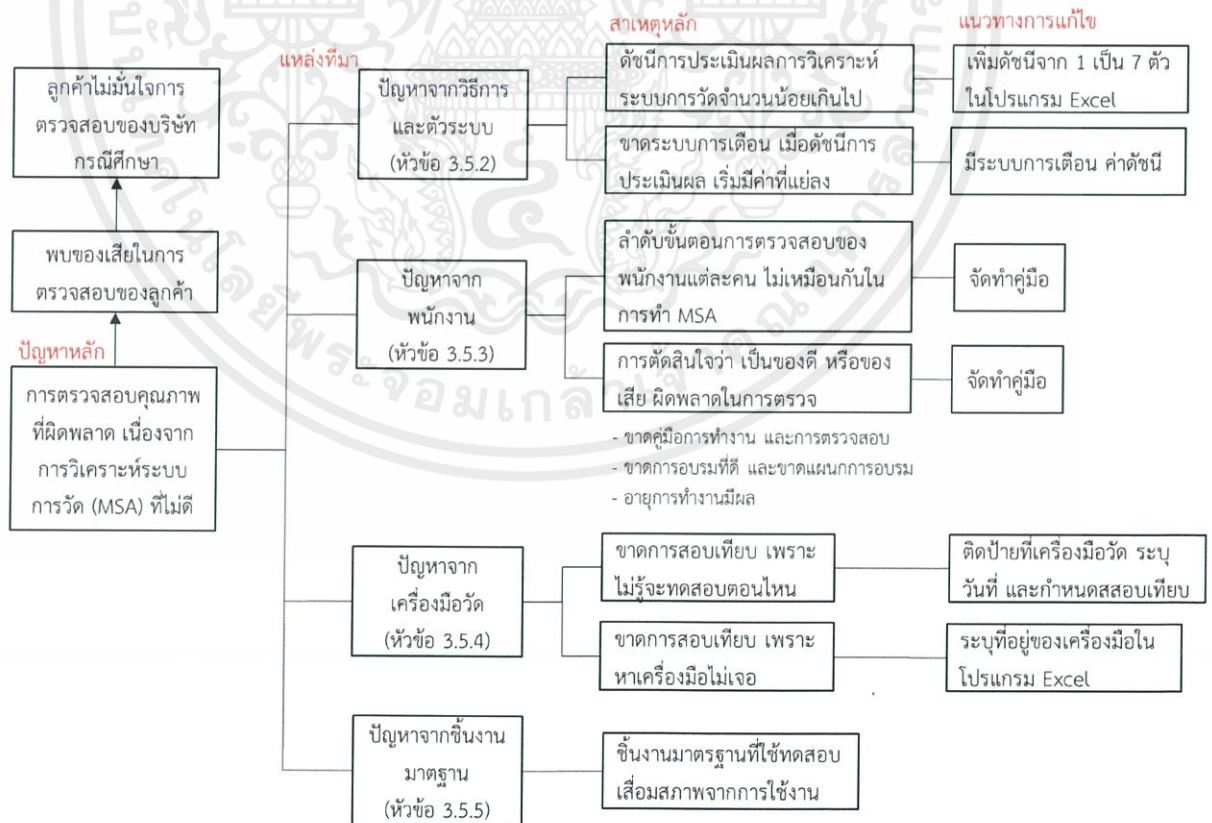 ลูกค้าไม่มั่นใจการ
ตรวจสอบของบริษัท
กรณีศึกษา
พบของเสียในการ
ตรวจสอบของลูกค้า
ปัญหาหลัก
การตรวจสอบคุณภาพ
ที่ผิดพลาด เนื่องจาก
การวิเคราะห์ระบบ
การวัด (MSA) ที่ไม่ดี
แหล่งที่มา
ปัญหาจากวิธีการ
และตัวระบบ
(หัวข้อ 3.5.2)
ปัญหาจาก
พนักงาน
(หัวข้อ 3.5.3)
ปัญหาจาก
เครื่องมือวัด
(หัวข้อ 3.5.4)
ปัญหาจากชิ้นงาน
มาตฐาน
(หัวข้อ 3.5.5)
สาเหตุหลัก
ดัชนีการประเมินผลการวิเคราะห์
ระบบการวัดจำนวนน้อยเกินไป
ขาดระบบการเตือน เมื่อดัชนีการ
ประเมินผล เริ่มมีค่าที่แย่ลง
ลำดับขั้นตอนการตรวจสอบของ
พนักงานแต่ละคน ไม่เหมือนกันใน
การทำ MSA
การตัดสินใจว่า เป็นของดี หรือของ
เสีย ผิดพลาดในการตรวจ
- ขาดคู่มือการทำงาน และการตรวจสอบ
- ขาดการอบรมที่ดี และขาดแผนกการอบรม
- อายุการทำงานมีผล
ขาดการสอบเทียบ เพราะ
ไม่รู้จะทดสอบตอนไหน
ขาดการสอบเทียบ เพราะ
หาเครื่องมือไม่เจอ
ชิ้นงานมาตรฐานที่ใช้ทดสอบ
เสื่อมสภาพจากการใช้งาน
แนวทางการแก้ไข
เพิ่มดัชนีจาก 1 เป็น 7 ตัว
ในโปรแกรม Excel
มีระบบการเตือน ค่าดัชนี
จัดทำคู่มือ
จัดทำคู่มือ
ติดป้ายที่เครื่องมือวัด ระบุ
วันที่ และกำหนดสสอบเทียบ
ระบุที่อยู่ของเครื่องมือใน
โปรแกรม Excel